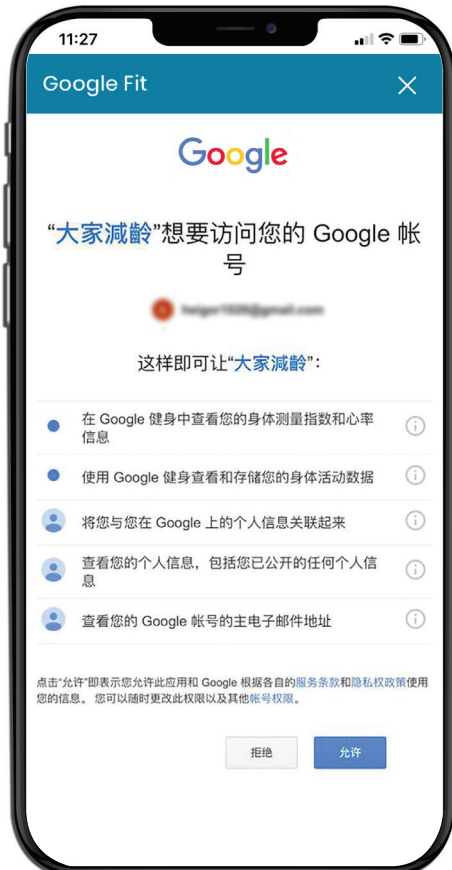 11:27
Google Fit
Google
“大家減齡”想要访问您的 Google 帐
号
这样即可让“大家減齡”：
在 Google 健身中查看您的身体测量指数和心率
信息
使用 Google 健身查看和存储您的身体活动数据
将您与您在 Google 上的个人信息关联起来
查看您的个人信息，包括您已公开的任何个人信
息
查看您的 Google 帐号的主电子邮件地址
点击“允许”即表示您允许此应用和 Google 根据各自的服务条款和隐私权政策使用
您的信息。 您可以随时更改此权限以及其他帐号权限。
拒绝
允许